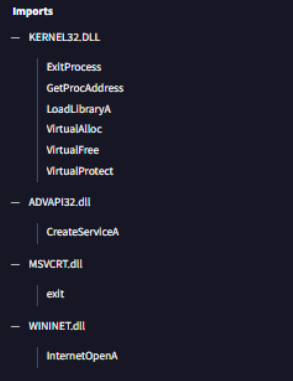 Imports
— KERNEL32.DLL
ExitProcess
GetProcAddress
LoadLibraryA
VirtualAlloc
VirtualFree
VirtualProtect
— ADVAPI32.dll
CreateServiceA
— MSVCRT.dll
exit
— WININET.dll
InternetOpenA